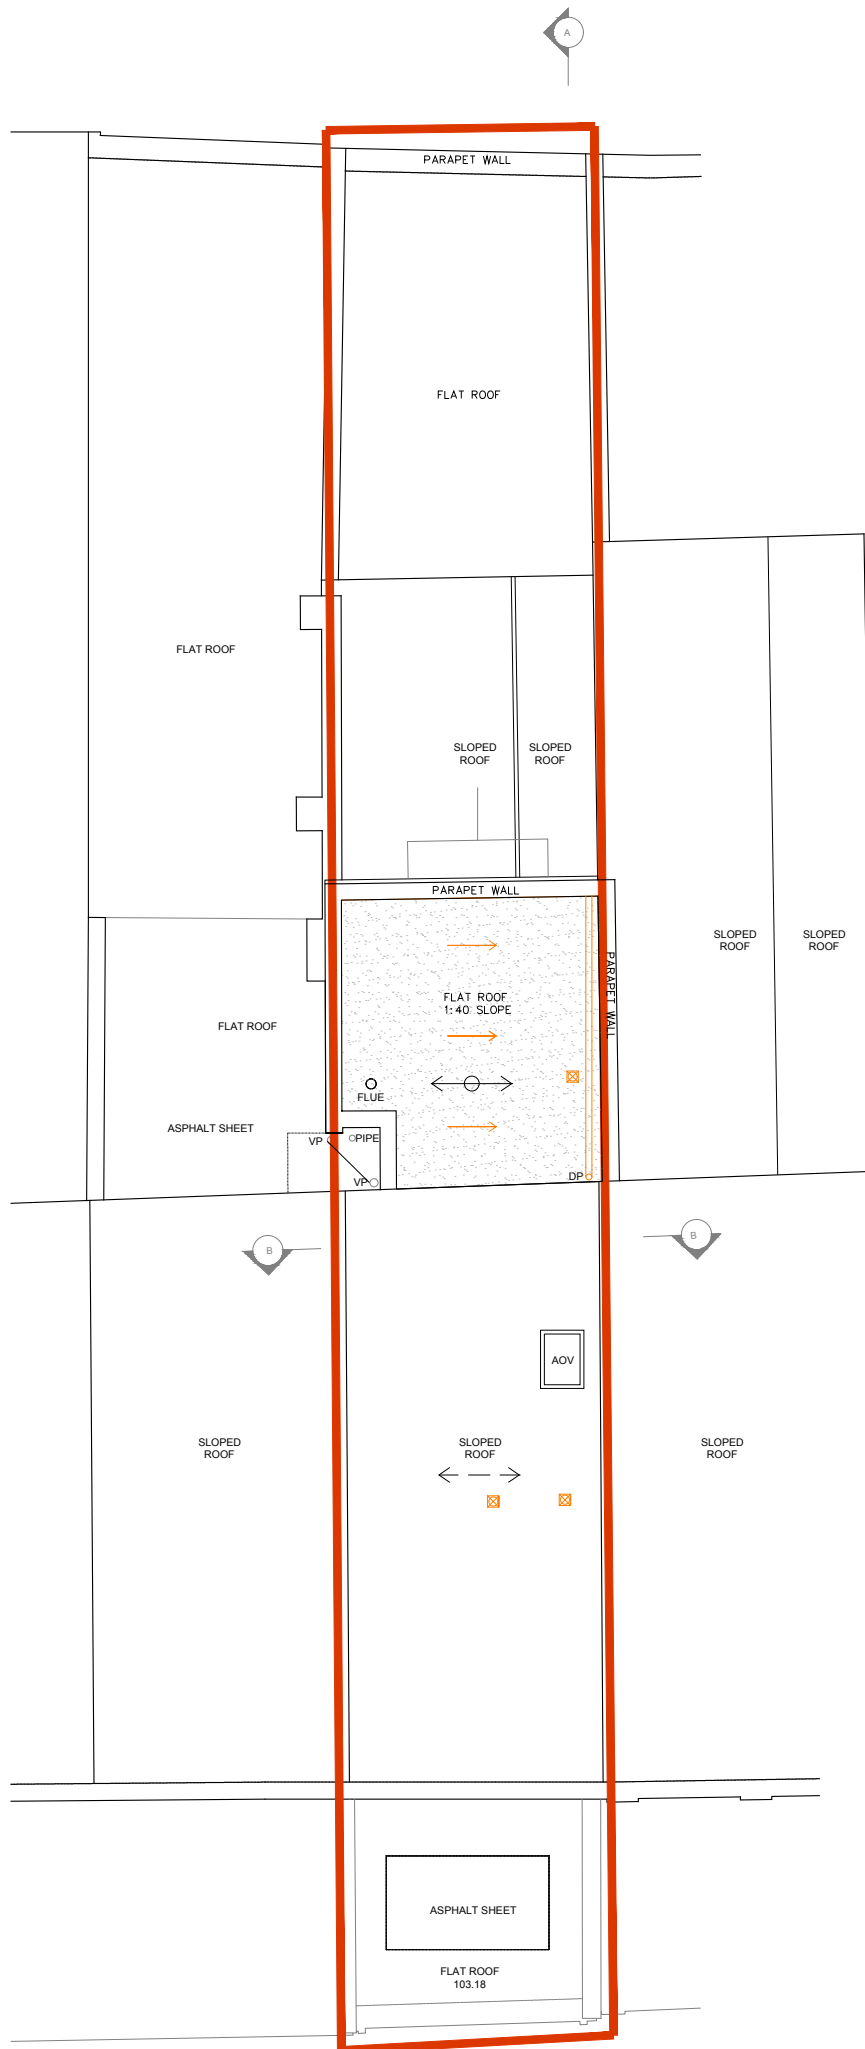 A
PARAPET WALL
FLAT ROOF
FLAT ROOF
SLOPED
ROOF
SLOPED
ROOF
PARAPET WALL
SLOPED
ROOF
SLOPED
ROOF
PARAPET WALL
FLAT ROOF
1:40 SLOPE
FLAT ROOF
FLUE
ASPHALT SHEET
VP
PIPE
VP
DP
B
B
AOV
SLOPED
ROOF
SLOPED
ROOF
SLOPED
ROOF
ASPHALT SHEET
FLAT ROOF
103.18